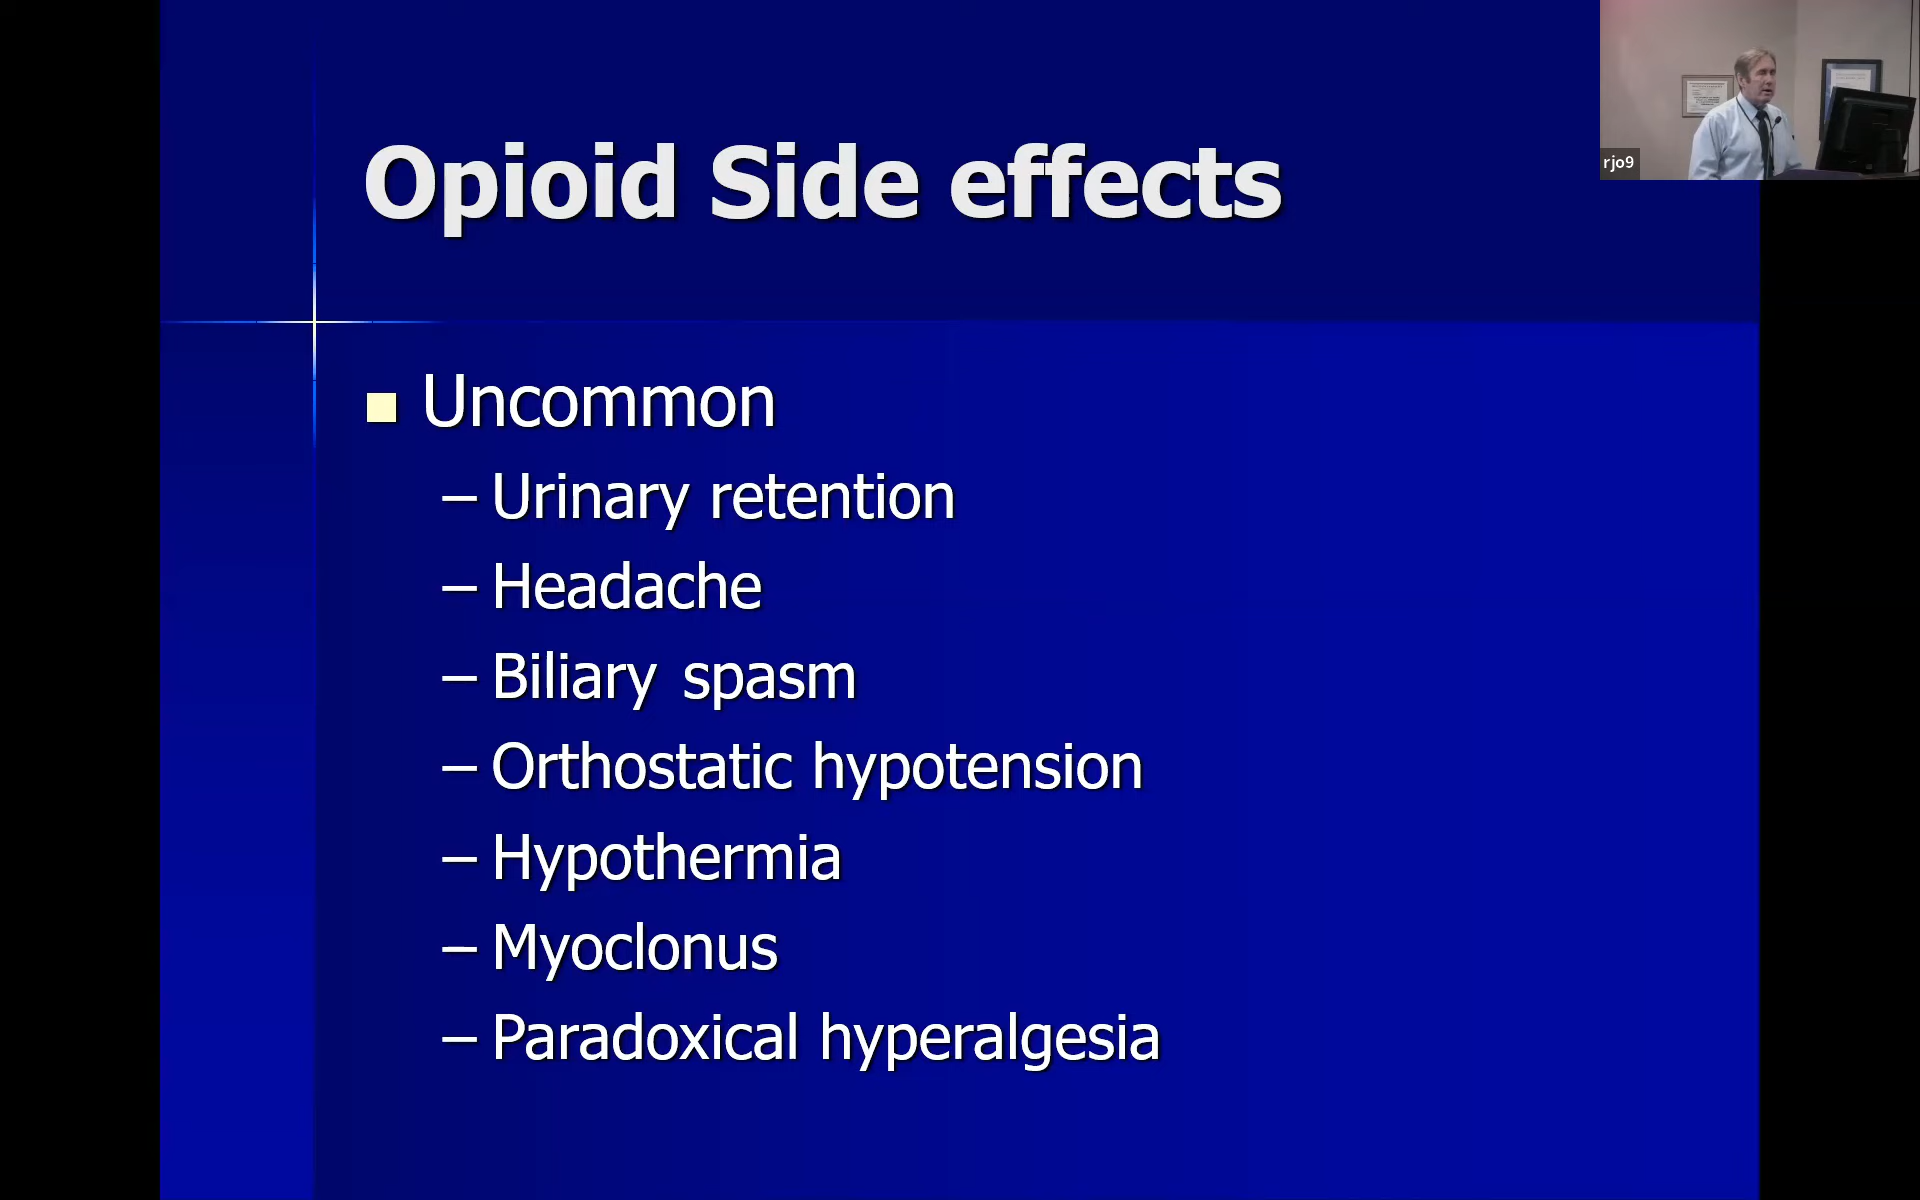 Opioid Side effects
Uncommon
– Urinary retention
– Headache
– Biliary spasm
– Orthostatic hypotension
– Hypothermia
– Myoclonus
– Paradoxical hyperalgesia
rjo9